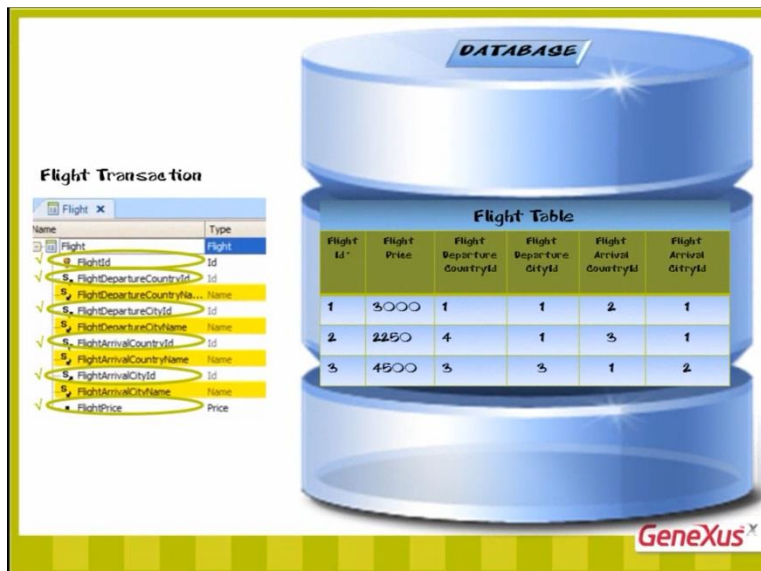 DATABASE
Flight Transaction
Flight X
Name Type
Flight Flight
FlightId Id
FlightDepartureCountryId Id
FlightDepartureCountryNa... Name
FlightDepartureCityId Id
FlightDepartureCityName Name
FlightArrivalCountryId Id
FlightArrivalCountryName Name
FlightArrivalCityId Id
FlightArrivalCityName Name
FlightPrice Price
Flight Table
Flight Flight Flight Flight Flight Flight
Id* Price Departure Departure Arrival Arrival
CountryId CityId CountryId CitryId
1 3000 1 1 2 1
2 2250 4 1 3 1
3 4500 3 3 1 2
GeneXus X